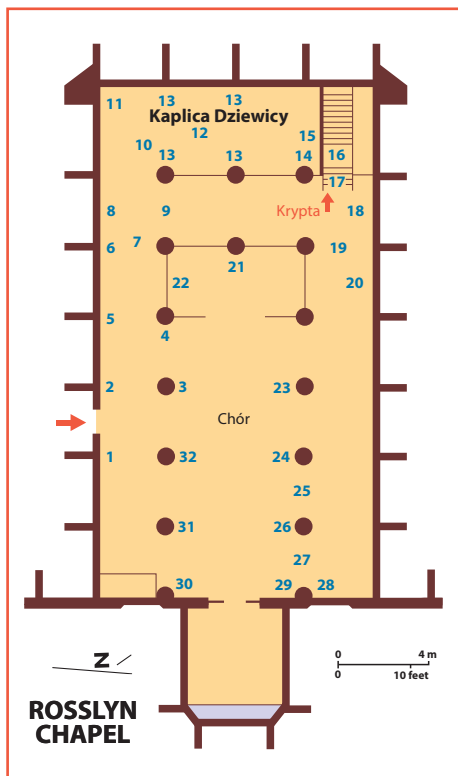 11 13 13
Kaplica Dziewicy
12
10 15
13 13 14 16
17
8 9 Krypta 18
6 7 19
21
22 20
5
4
2 3 23
Chór
1 32 24
25
31 26
27
30 29 28
N
0 4 m
0 10 feet
ROSSLYN
CHAPEL